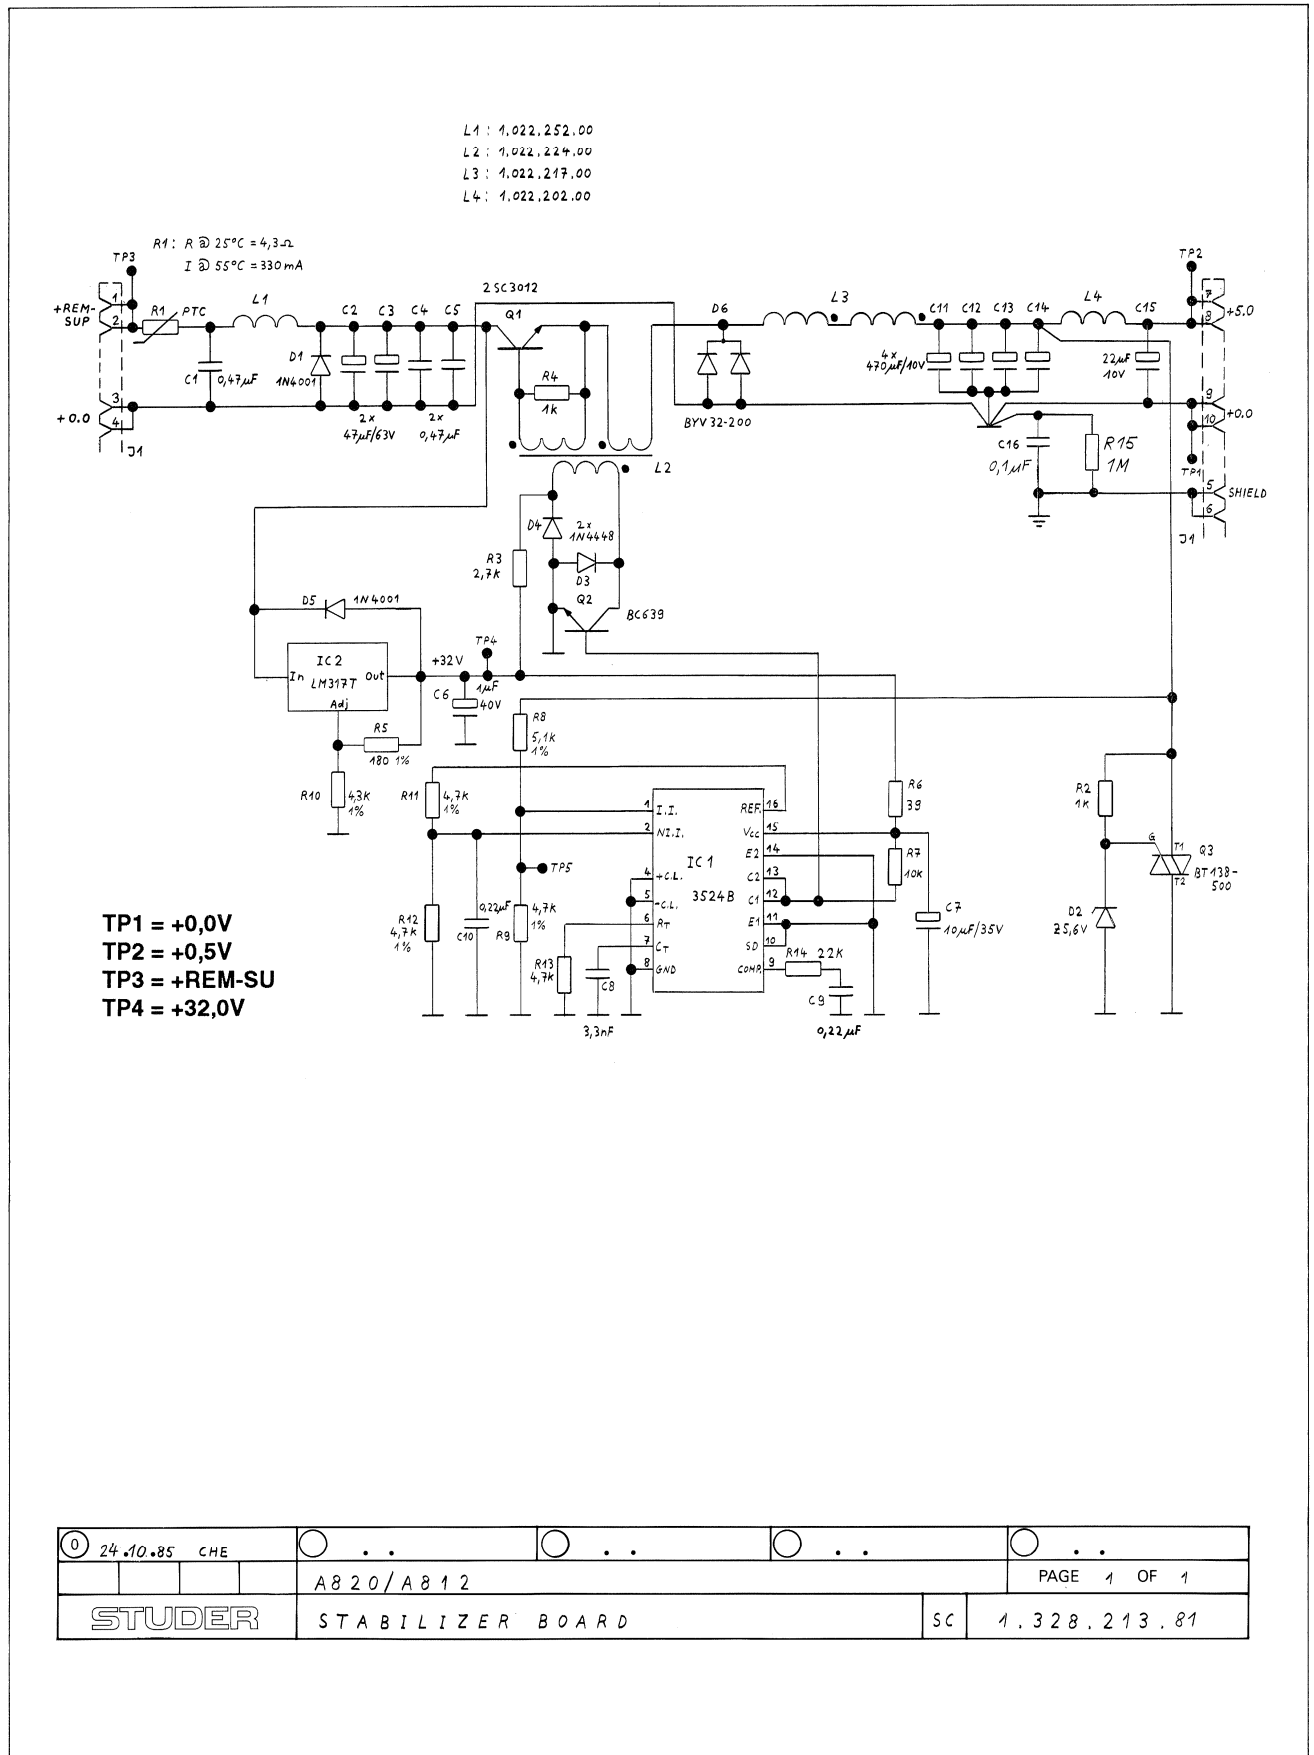 L1 : 1.022.252.00
L2 : 1.022.224.00
L3 : 1.022.217.00
L4 : 1.022.202.00
R1 : R @ 25°C = 4,3Ω
I @ 55°C = 330mA
TP3
+REM-
SUP
1
2
R1
PTC
L1
C1
0,47µF
D1
1N4001
C2
C3
C4
C5
2x
47µF/63V
2x
0,47µF
3
4
+0.0
J1
2SC3012
Q1
R4
1k
L2
D6
BYV 32-200
L3
C11
C12
C13
C14
4x
470µF/10V
L4
C15
22µF
10V
TP2
7
8
+5.0
9
10
+0.0
TP1
C16
0,1µF
R15
1M
5
6
SHIELD
J1
D4
2x
1N4448
D3
Q2
BC639
R3
2,7K
D5
1N4001
IC2
LM317T
In
Out
Adj
+32V
TP4
C6
1µF
40V
R5
180 1%
R10
4,3K
1%
R8
5,1K
1%
R11
4,7K
1%
TP5
R12
4,7K
1%
0,22µF
C10
4,7K
1%
R9
R13
4,7K
C8
3,3nF
IC1
3524B
1 I.I.
2 NI.I.
4 +C.L.
5 -C.L.
6 RT
7 CT
8 GND
REF. 16
Vcc 15
E2 14
C2 13
C1 12
E1 11
SD 10
COMP. 9
R6
39
R7
10K
C7
10µF/35V
R14 22K
C9
0,22µF
R2
1K
D2
Z5,6V
G
T1
T2
Q3
BT138-
500
TP1 = +0,0V
TP2 = +0,5V
TP3 = +REM-SU
TP4 = +32,0V
0 24.10.85 CHE
A820/A812
PAGE 1 OF 1
STUDER
STABILIZER BOARD
SC
1.328.213.81